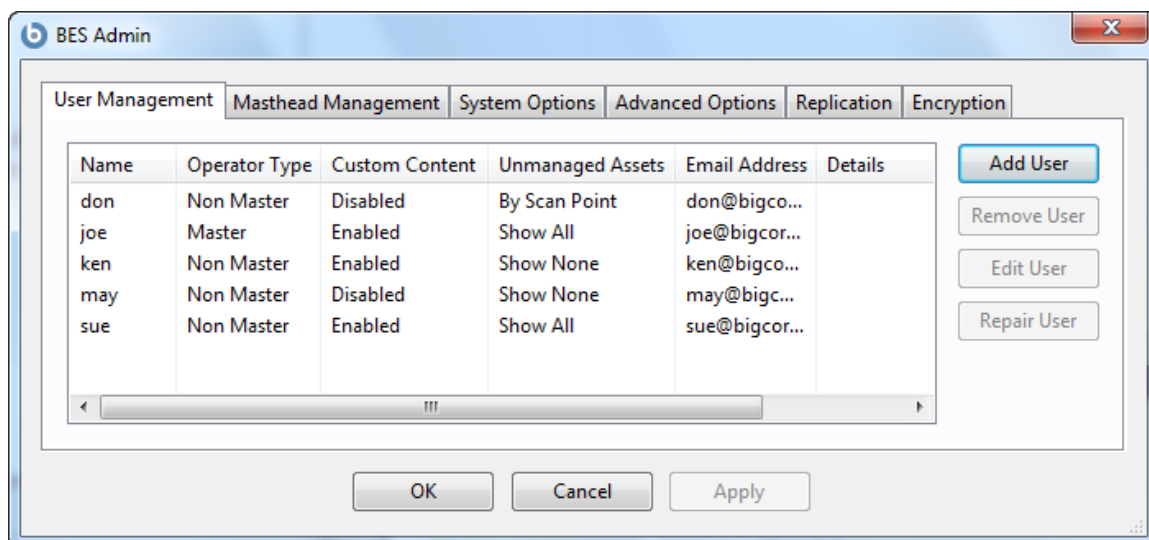 BES Admin
User Management Masthead Management System Options Advanced Options Replication Encryption
Name Operator Type Custom Content Unmanaged Assets Email Address Details
don Non Master Disabled By Scan Point don@bigco...
joe Master Enabled Show All joe@bigcor...
ken Non Master Enabled Show None ken@bigco...
may Non Master Disabled Show None may@bigc...
sue Non Master Enabled Show All sue@bigcor...
Add User
Remove User
Edit User
Repair User
OK Cancel Apply